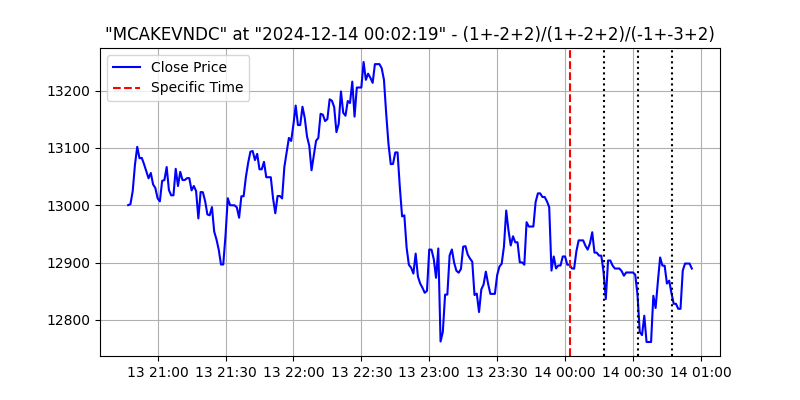 "MCAKEVNDC" at "2024-12-14 00:02:19" - (1+-2+2)/(1+-2+2)/(-1+-3+2)
Close Price
Specific Time
13200
13100
13000
12900
12800
13 21:00 13 21:30 13 22:00 13 22:30 13 23:00 13 23:30 14 00:00 14 00:30 14 01:00